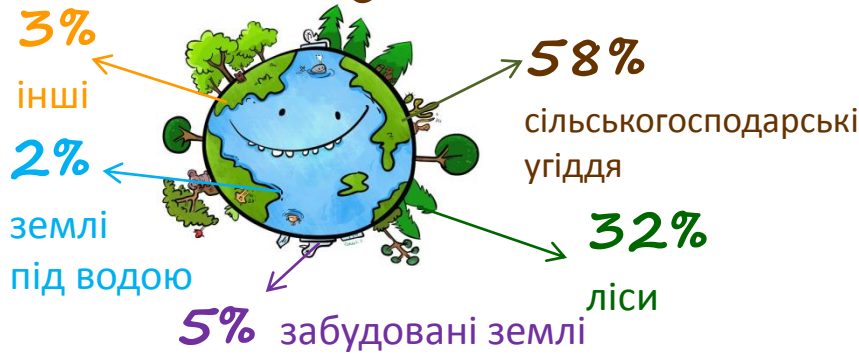 3%
інші
2%
землі
під водою
58%
сільськогосподарські
угіддя
32%
ліси
5% забудовані землі